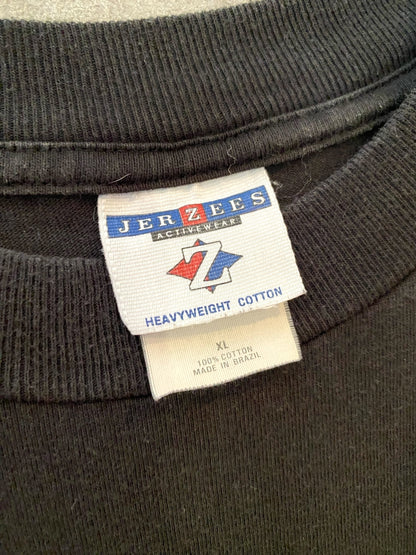 JERZEES
ACTIVEWEAR
Z
HEAVYWEIGHT COTTON
XL
100% COTTON
MADE IN BRAZIL